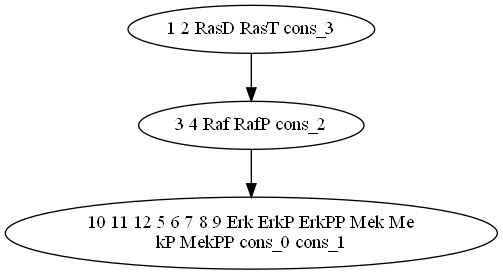 1 2 RasD RasT cons_3
3 4 Raf RafP cons_2
10 11 12 5 6 7 8 9 Erk ErkP ErkPP Mek Me
kP MekPP cons_0 cons_1